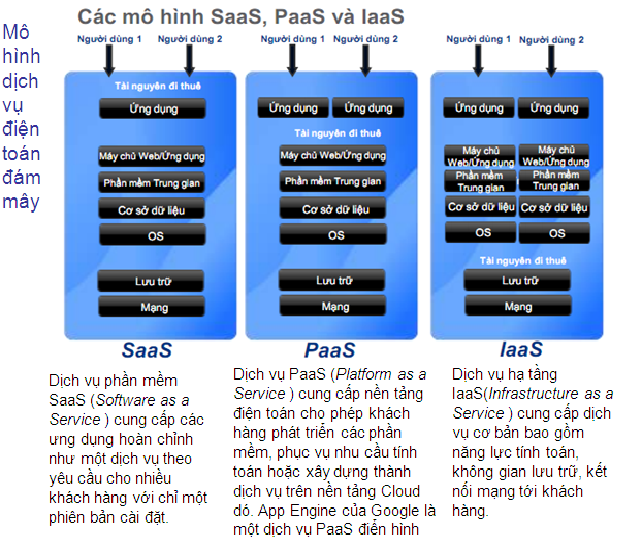 Các mô hình SaaS, PaaS và IaaS
Mô
hình
dịch
vụ
điện
toán
đám
mây
Người dùng 1
Người dùng 2
Tài nguyên đi thuê
Ứng dụng
Máy chủ Web/Ứng dụng
Phần mềm Trung gian
Cơ sở dữ liệu
OS
Lưu trữ
Mạng
SaaS
Dịch vụ phần mềm
SaaS (Software as a
Service ) cung cấp các
ưng dụng hoàn chỉnh
như một dịch vụ theo
yêu cầu cho nhiều
khách hàng với chỉ một
phiên bản cài đặt.
Người dùng 1
Người dùng 2
Ứng dụng
Ứng dụng
Tài nguyên đi thuê
Máy chủ Web/Ứng dụng
Phần mềm Trung gian
Cơ sở dữ liệu
OS
Lưu trữ
Mạng
PaaS
Dịch vụ PaaS (Platform as a
Service ) cung cấp nền tảng
điện toán cho phép khách
hàng phát triển các phần
mềm, phục vụ nhu cầu tính
toán hoặc xây dựng thành
dịch vụ trên nền tảng Cloud
dó. App Engine của Google là
một dịch vụ PaaS điển hình
Người dùng 1
Người dùng 2
Ứng dụng
Ứng dụng
Máy chủ
Web/Ứng dụng
Máy chủ
Web/Ứng dụng
Phần mềm
Trung gian
Phần mềm
Trung gian
Cơ sở dữ liệu
Cơ sở dữ liệu
OS
OS
Tài nguyên đi thuê
Lưu trữ
Mạng
IaaS
Dịch vụ hạ tầng
IaaS(Infrastructure as a
Service ) cung cấp dịch
vụ cơ bản bao gồm
năng lực tính toán,
không gian lưu trữ, kết
nối mạng tới khách
hàng.